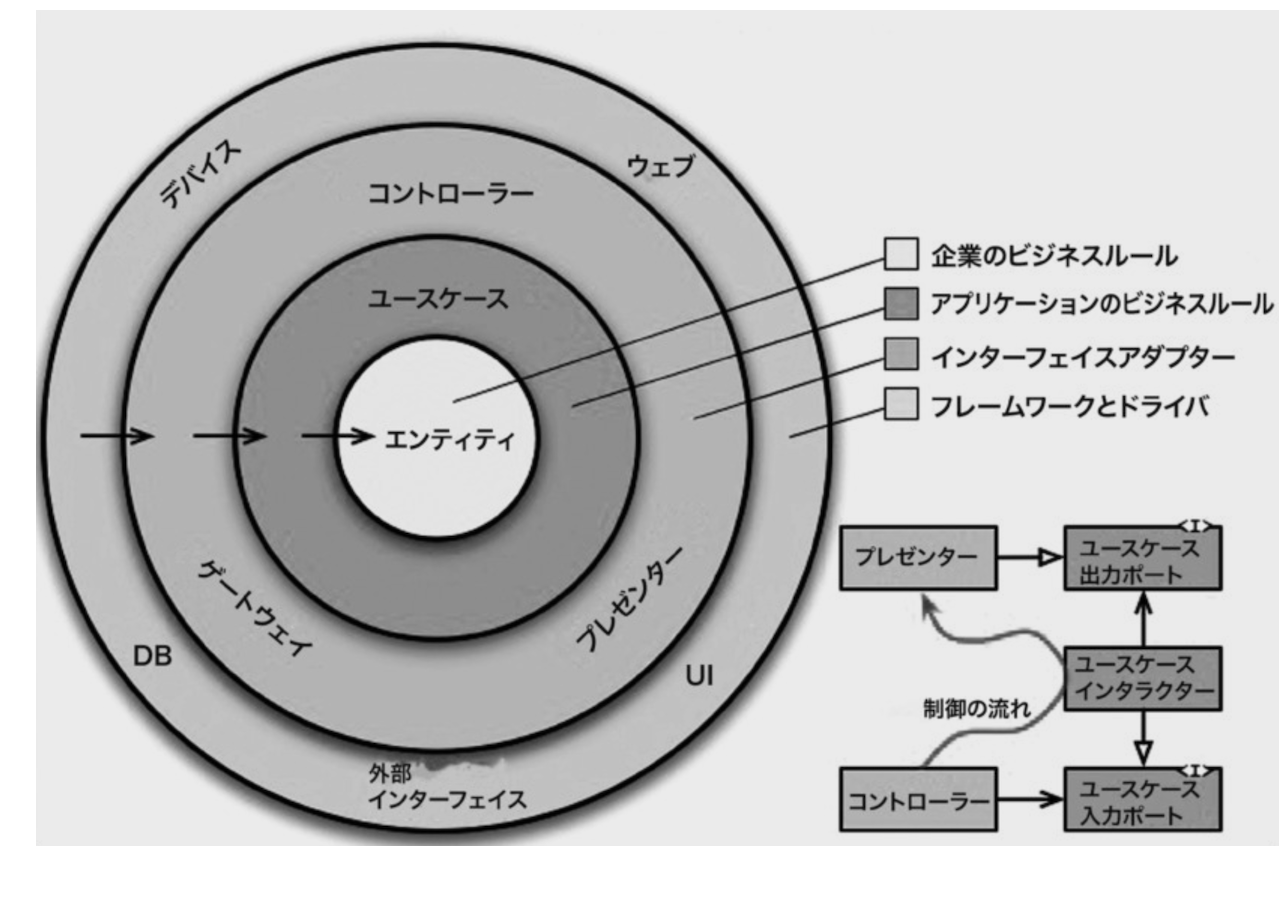 デバイス
ウェブ
コントローラー
ユースケース
エンティティ
ゲートウェイ
プレゼンター
DB
UI
外部
インターフェイス
企業のビジネスルール
アプリケーションのビジネスルール
インターフェイスアダプター
フレームワークとドライバ
プレゼンター
<I>
ユースケース
出力ポート
ユースケース
インタラクター
制御の流れ
コントローラー
<I>
ユースケース
入力ポート